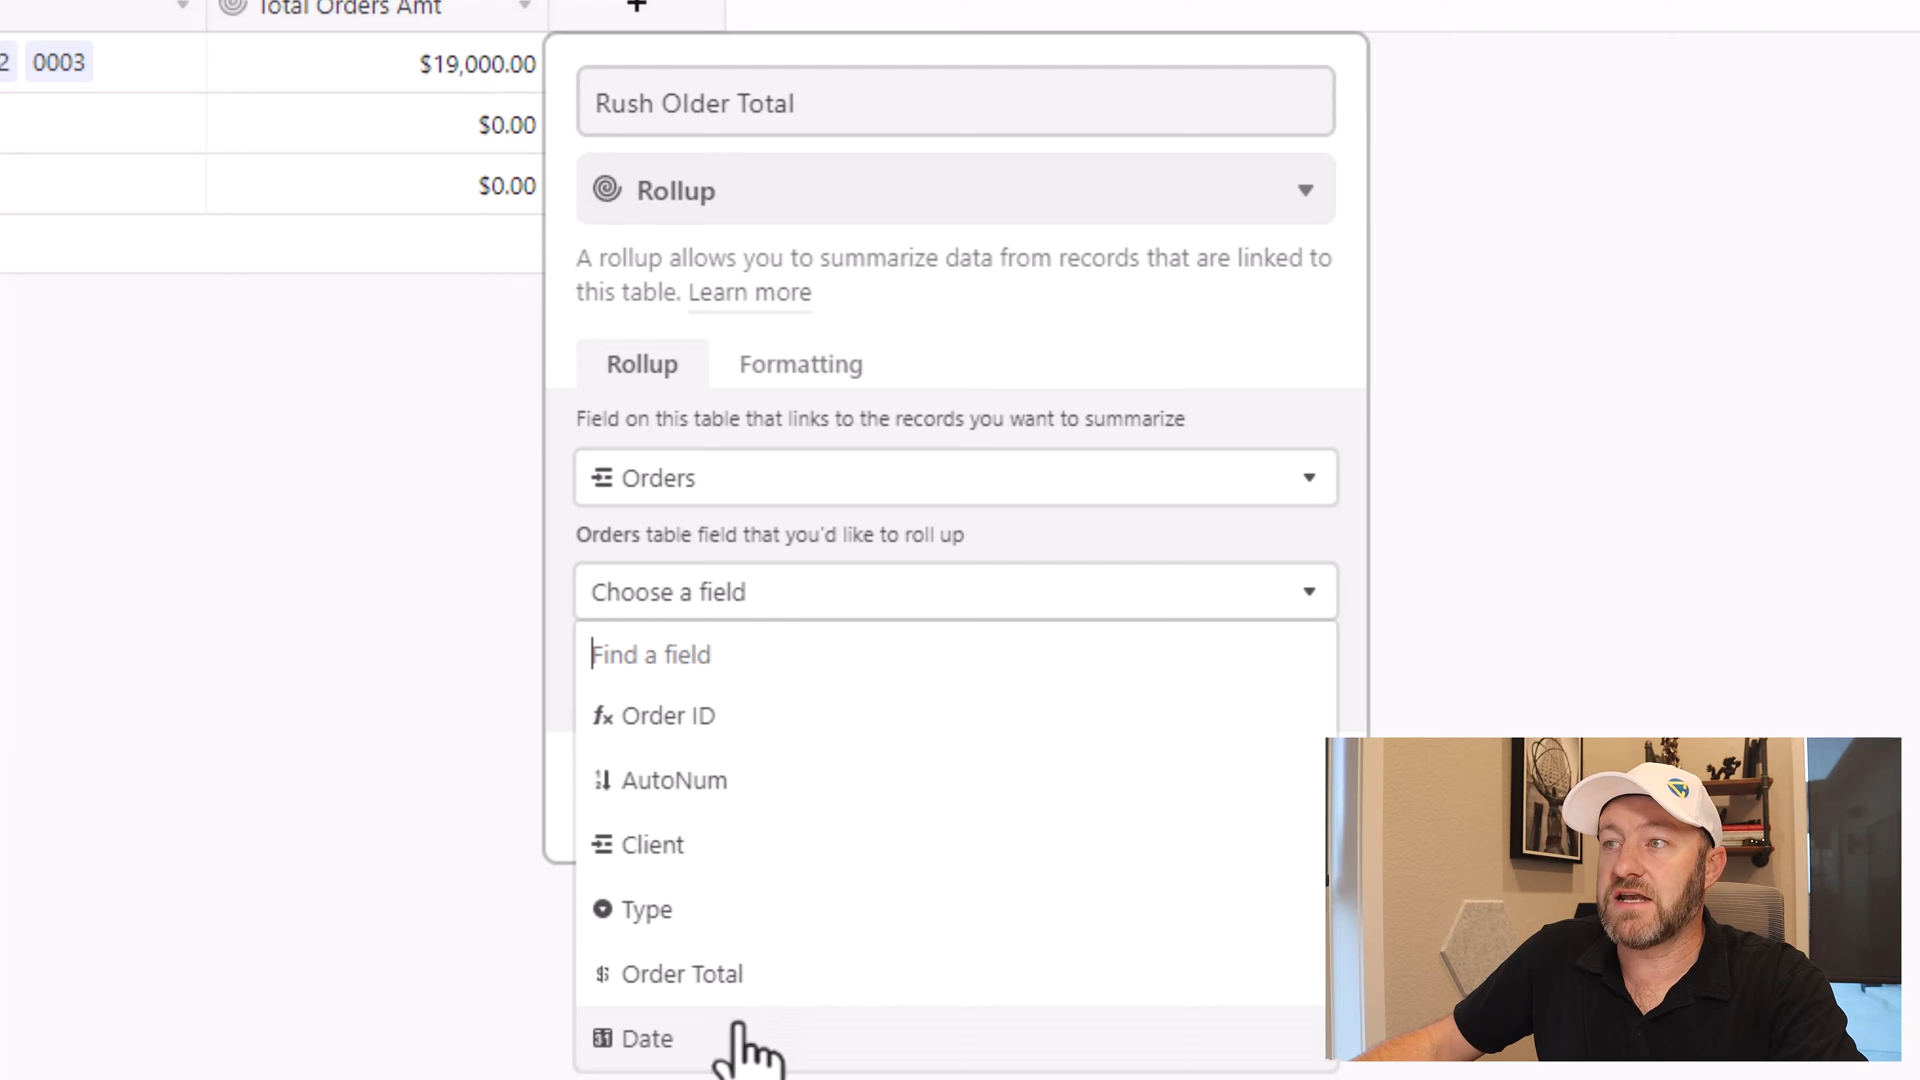 Total Orders Amt
+
2 0003 $19,000.00
$0.00
$0.00
Rush Older Total
Rollup
A rollup allows you to summarize data from records that are linked to
this table. Learn more
Rollup Formatting
Field on this table that links to the records you want to summarize
Orders
Orders table field that you'd like to roll up
Choose a field
Find a field
Order ID
AutoNum
Client
Type
Order Total
Date